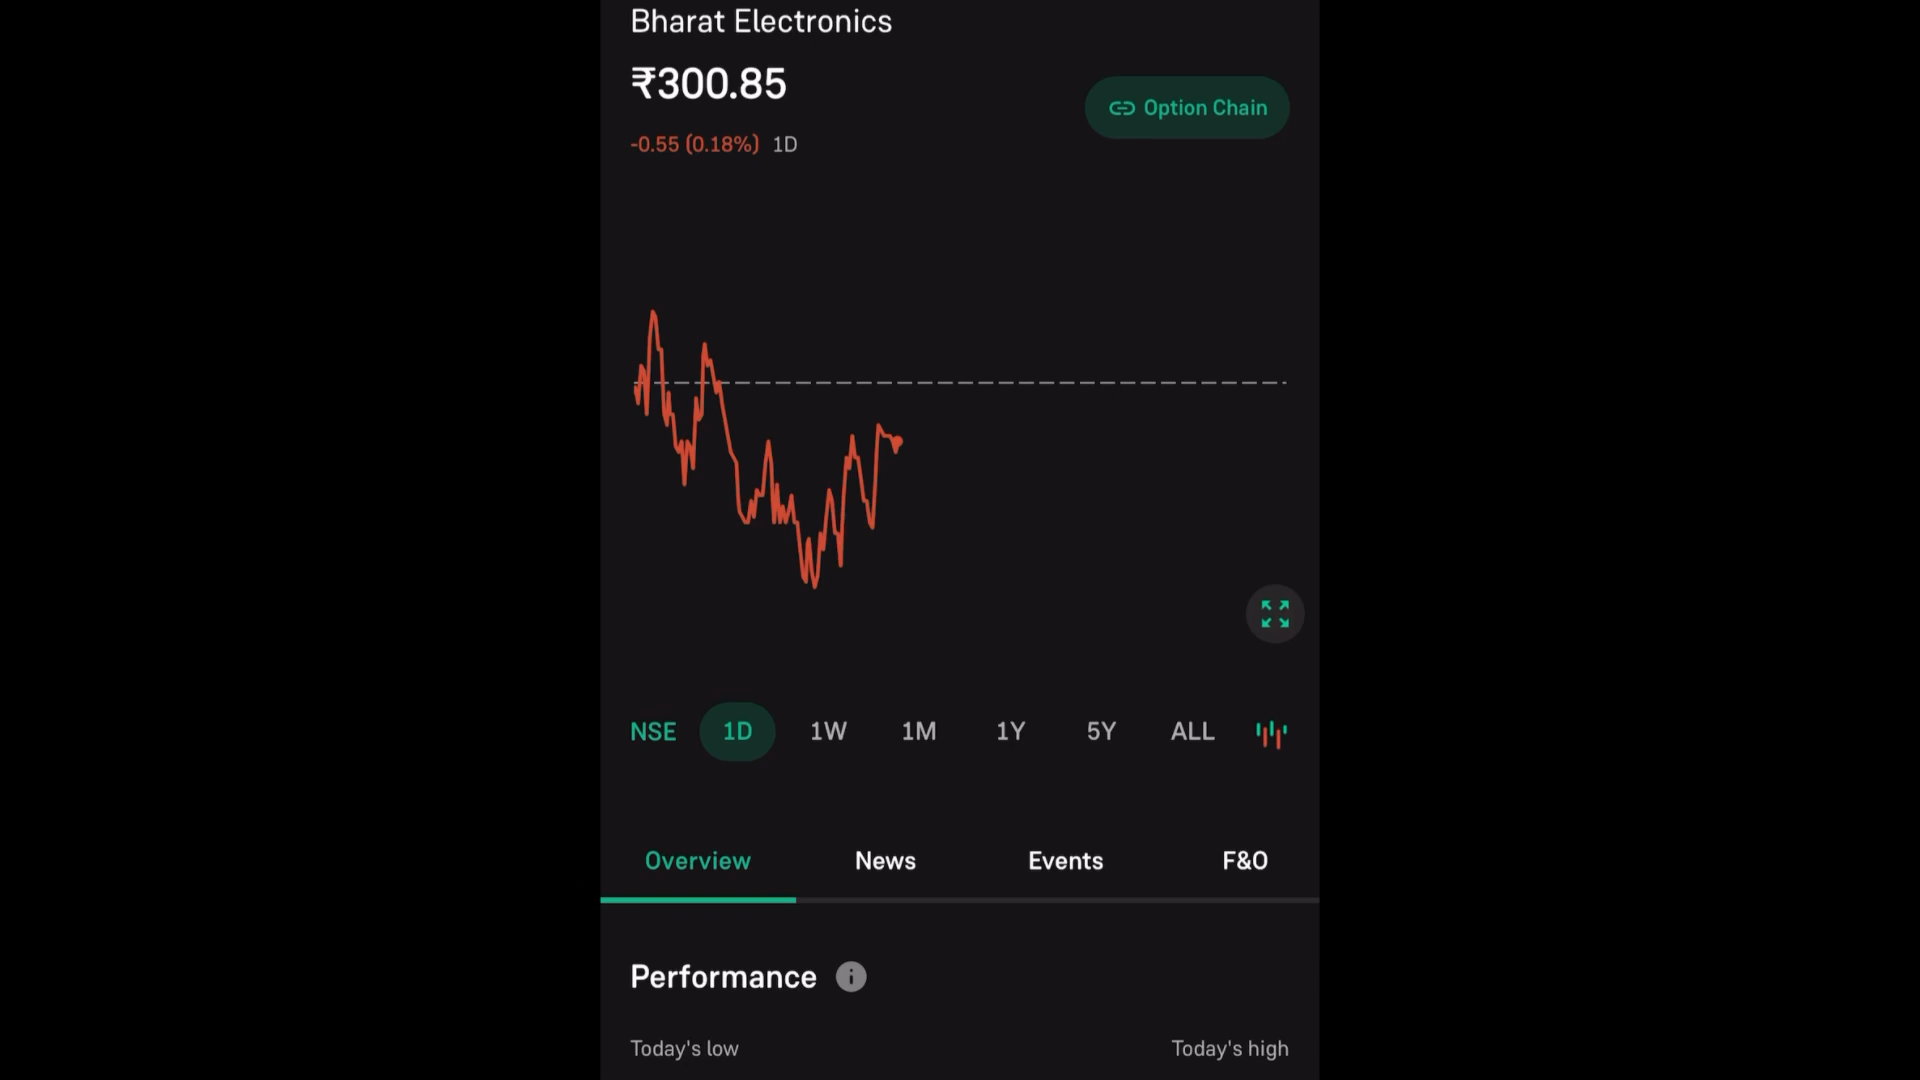 Bharat Electronics
₹300.85
Option Chain
-0.55 (0.18%) 1D
NSE 1D 1W 1M 1Y 5Y ALL
Overview News Events F&O
Performance
Today's low Today's high